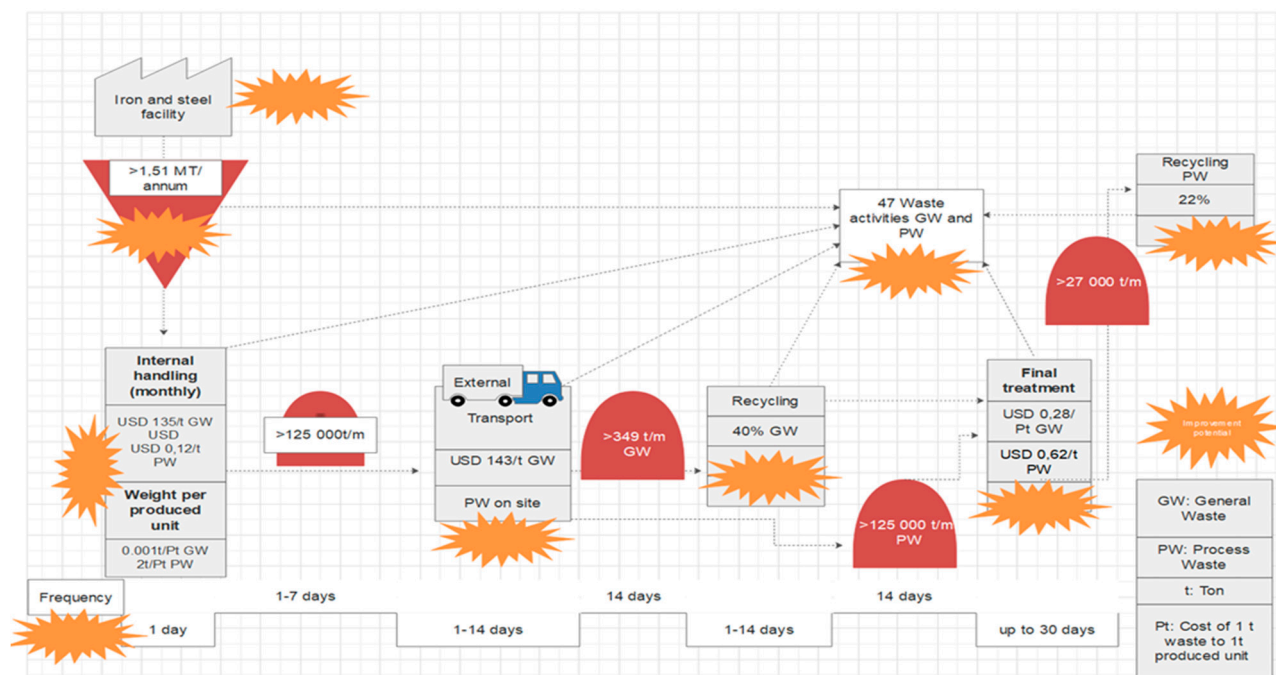 Iron and steel
facility
>1,51 MT/
annum
Recycling
PW
22%
47 Waste
activities GW and
PW
>27 000 t/m
Internal
handling
(monthly)
USD 135/t GW
USD
USD 0,12/t
PW
Weight per
produced
unit
0.001t/Pt GW
2t/Pt PW
>125 000t/m
External
Transport
USD 143/t GW
PW on site
>349 t/m
GW
Recycling
40% GW
>125 000 t/m
PW
Final
treatment
USD 0,28/
Pt GW
USD 0,62/t
PW
Improvement
potential
GW: General
Waste
PW: Process
Waste
t: Ton
Pt: Cost of 1 t
waste to 1t
produced unit
Frequency
1-7 days
14 days
14 days
1 day
1-14 days
1-14 days
up to 30 days